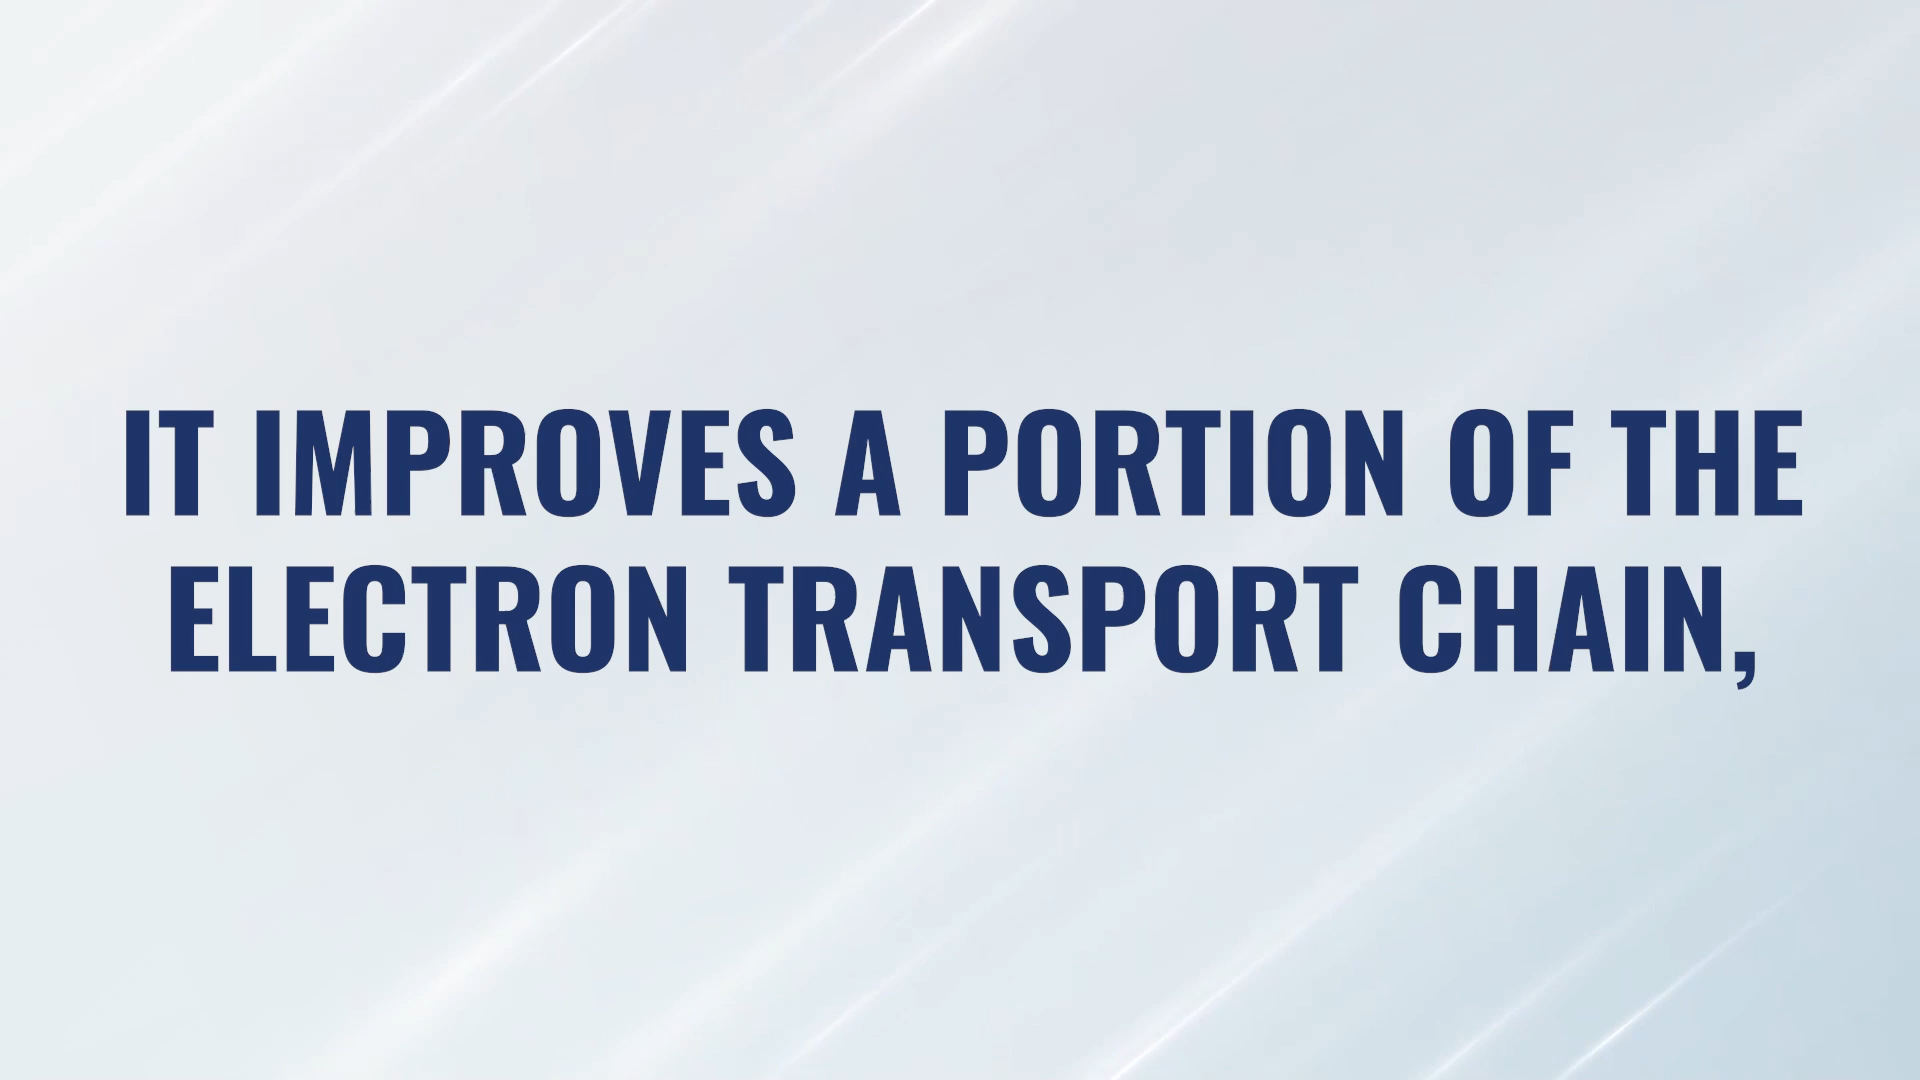 IT IMPROVES A PORTION OF THE
ELECTRON TRANSPORT CHAIN,